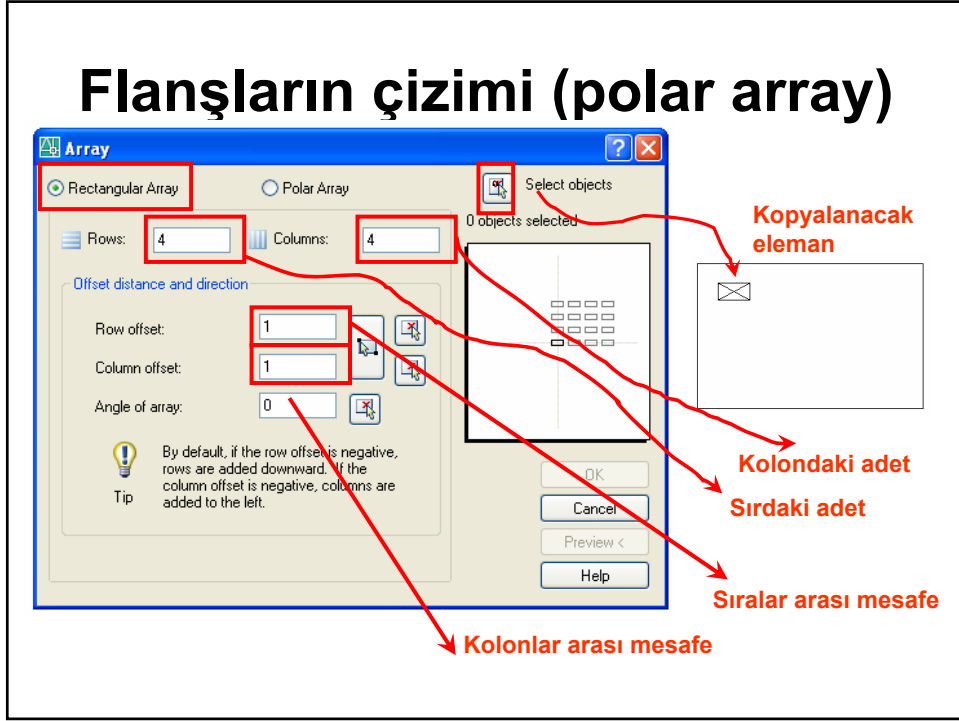 Flanşların çizimi (polar array)
Array
Rectangular Array
Polar Array
Select objects
0 objects selected
Rows: 4
Columns: 4
Offset distance and direction
Row offset: 1
Column offset: 1
Angle of array: 0
Tip
By default, if the row offset is negative,
rows are added downward. If the
column offset is negative, columns are
added to the left.
OK
Cancel
Preview <
Help
Kopyalanacak
eleman
Kolondaki adet
Sırdaki adet
Sıralar arası mesafe
Kolonlar arası mesafe